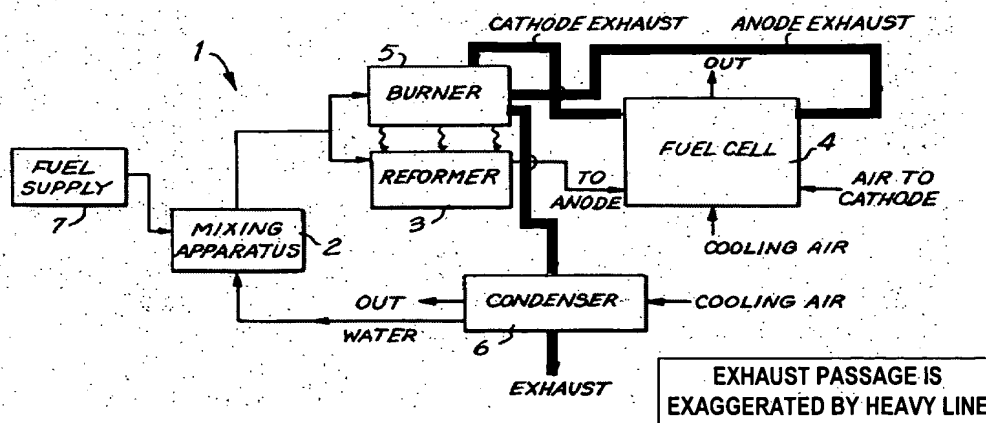 CATHODE EXHAUST
ANODE EXHAUST
1
5
BURNER
OUT
FUEL CELL
4
FUEL
SUPPLY
7
REFORMER
3
TO
ANODE
AIR TO
CATHODE
MIXING
APPARATUS
2
COOLING AIR
OUT
CONDENSER
COOLING AIR
WATER
6
EXHAUST
EXHAUST PASSAGE IS
EXAGGERATED BY HEAVY LINE